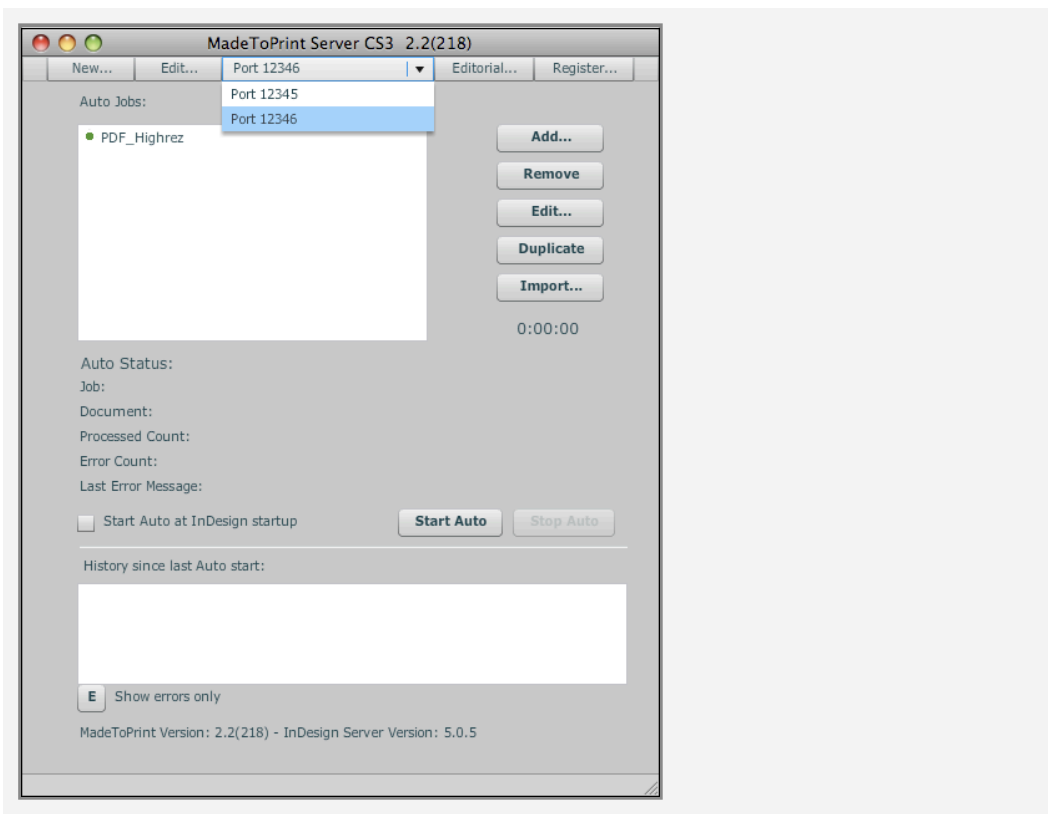 MadeToPrint Server CS3 2.2(218)
New... Edit... Port 12346 Editorial... Register...
Port 12345
Auto Jobs:
Port 12346
PDF_Highrez
Add...
Remove
Edit...
Duplicate
Import...
0:00:00
Auto Status:
Job:
Document:
Processed Count:
Error Count:
Last Error Message:
Start Auto at InDesign startup Start Auto Stop Auto
History since last Auto start:
E Show errors only
MadeToPrint Version: 2.2(218) - InDesign Server Version: 5.0.5